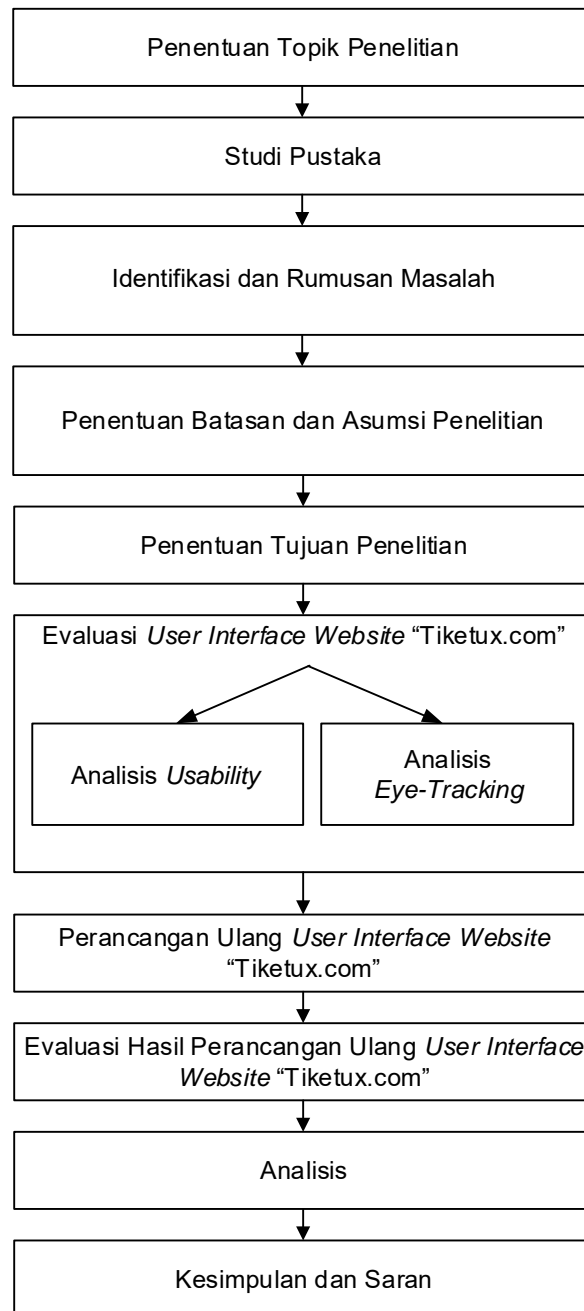 Penentuan Topik Penelitian
Studi Pustaka
Identifikasi dan Rumusan Masalah
Penentuan Batasan dan Asumsi Penelitian
Penentuan Tujuan Penelitian
Evaluasi User Interface Website “Tiketux.com”
Analisis Usability
Analisis
Eye-Tracking
Perancangan Ulang User Interface Website
“Tiketux.com”
Evaluasi Hasil Perancangan Ulang User Interface
Website “Tiketux.com”
Analisis
Kesimpulan dan Saran